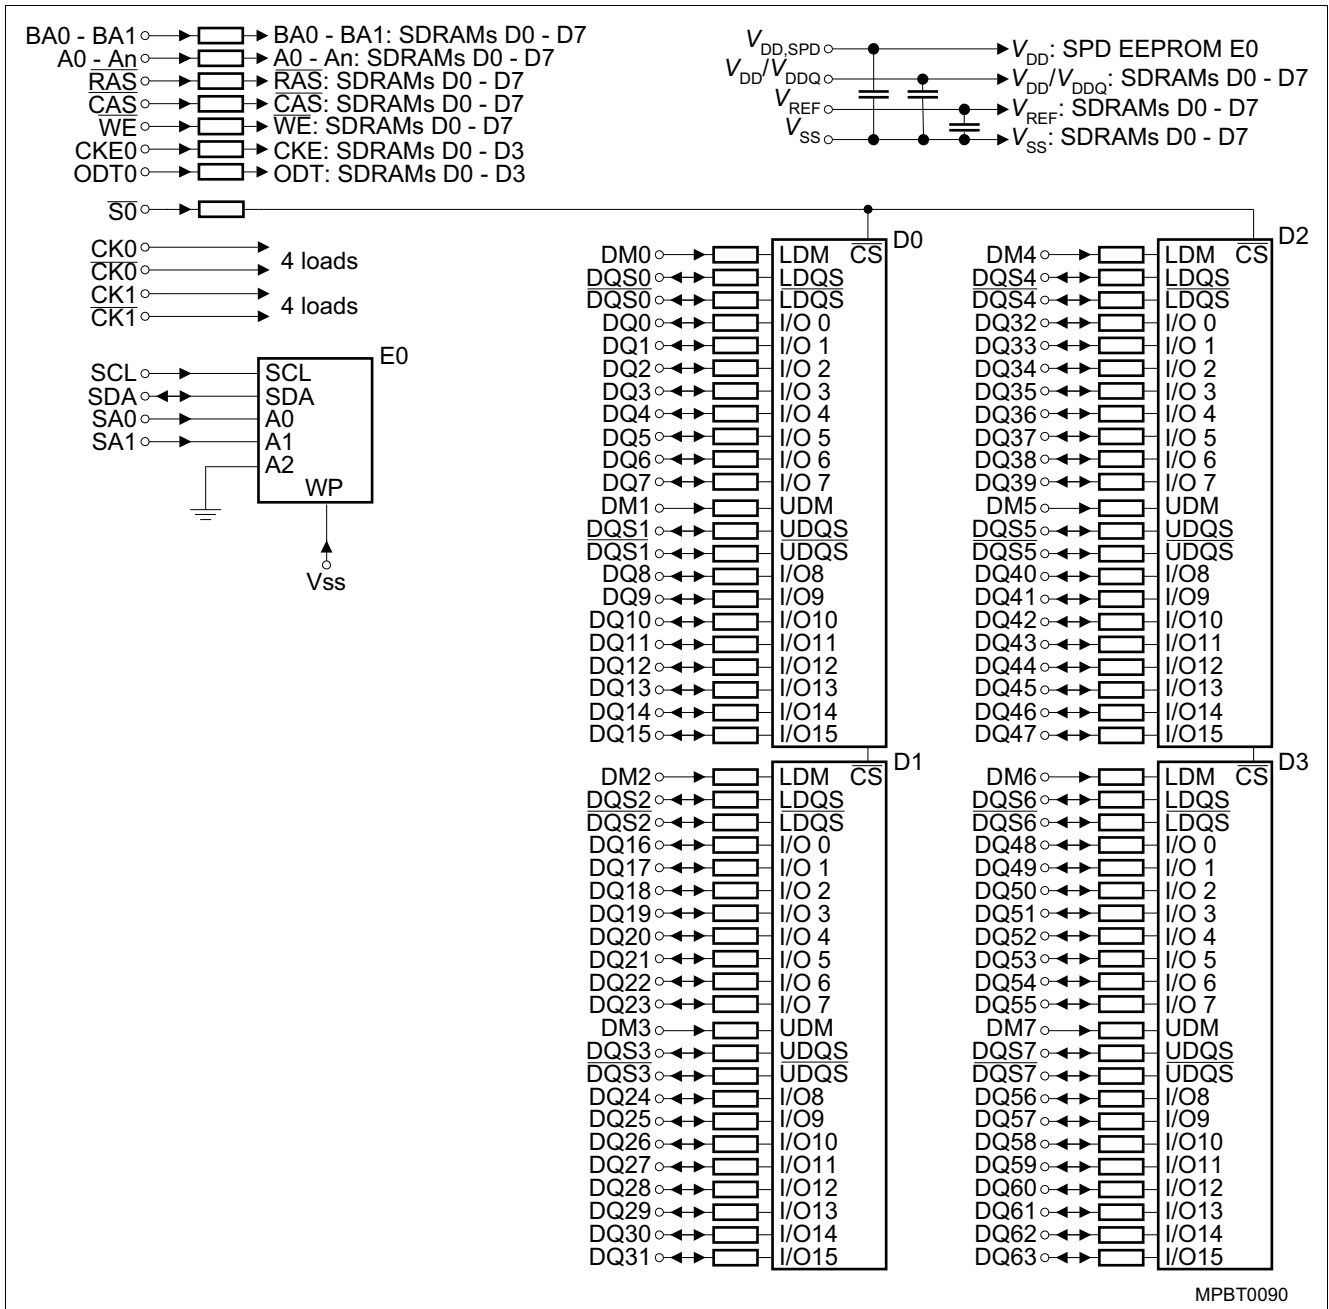 BA0 - BA1 BA0 - BA1: SDRAMs D0 - D7
A0 - An A0 - An: SDRAMs D0 - D7
RAS RAS: SDRAMs D0 - D7
CAS CAS: SDRAMs D0 - D7
WE WE: SDRAMs D0 - D7
CKE0 CKE: SDRAMs D0 - D3
ODT0 ODT: SDRAMs D0 - D3
VDD,SPD VDD: SPD EEPROM E0
VDD/VDDQ VDD/VDDQ: SDRAMs D0 - D7
VREF VREF: SDRAMs D0 - D7
VSS VSS: SDRAMs D0 - D7
S0
CK0
CK0
4 loads
CK1
CK1
4 loads
E0
SCL SCL
SDA SDA
SA0 A0
SA1 A1
A2
WP
Vss
D0
DM0 LDM CS
DQS0 LDQS
DQS0 LDQS
DQ0 I/O 0
DQ1 I/O 1
DQ2 I/O 2
DQ3 I/O 3
DQ4 I/O 4
DQ5 I/O 5
DQ6 I/O 6
DQ7 I/O 7
DM1 UDM
DQS1 UDQS
DQS1 UDQS
DQ8 I/O8
DQ9 I/O9
DQ10 I/O10
DQ11 I/O11
DQ12 I/O12
DQ13 I/O13
DQ14 I/O14
DQ15 I/O15
D1
DM2 LDM CS
DQS2 LDQS
DQS2 LDQS
DQ16 I/O 0
DQ17 I/O 1
DQ18 I/O 2
DQ19 I/O 3
DQ20 I/O 4
DQ21 I/O 5
DQ22 I/O 6
DQ23 I/O 7
DM3 UDM
DQS3 UDQS
DQS3 UDQS
DQ24 I/O8
DQ25 I/O9
DQ26 I/O10
DQ27 I/O11
DQ28 I/O12
DQ29 I/O13
DQ30 I/O14
DQ31 I/O15
D2
DM4 LDM CS
DQS4 LDQS
DQS4 LDQS
DQ32 I/O 0
DQ33 I/O 1
DQ34 I/O 2
DQ35 I/O 3
DQ36 I/O 4
DQ37 I/O 5
DQ38 I/O 6
DQ39 I/O 7
DM5 UDM
DQS5 UDQS
DQS5 UDQS
DQ40 I/O8
DQ41 I/O9
DQ42 I/O10
DQ43 I/O11
DQ44 I/O12
DQ45 I/O13
DQ46 I/O14
DQ47 I/O15
D3
DM6 LDM CS
DQS6 LDQS
DQS6 LDQS
DQ48 I/O 0
DQ49 I/O 1
DQ50 I/O 2
DQ51 I/O 3
DQ52 I/O 4
DQ53 I/O 5
DQ54 I/O 6
DQ55 I/O 7
DM7 UDM
DQS7 UDQS
DQS7 UDQS
DQ56 I/O8
DQ57 I/O9
DQ58 I/O10
DQ59 I/O11
DQ60 I/O12
DQ61 I/O13
DQ62 I/O14
DQ63 I/O15
MPBT0090